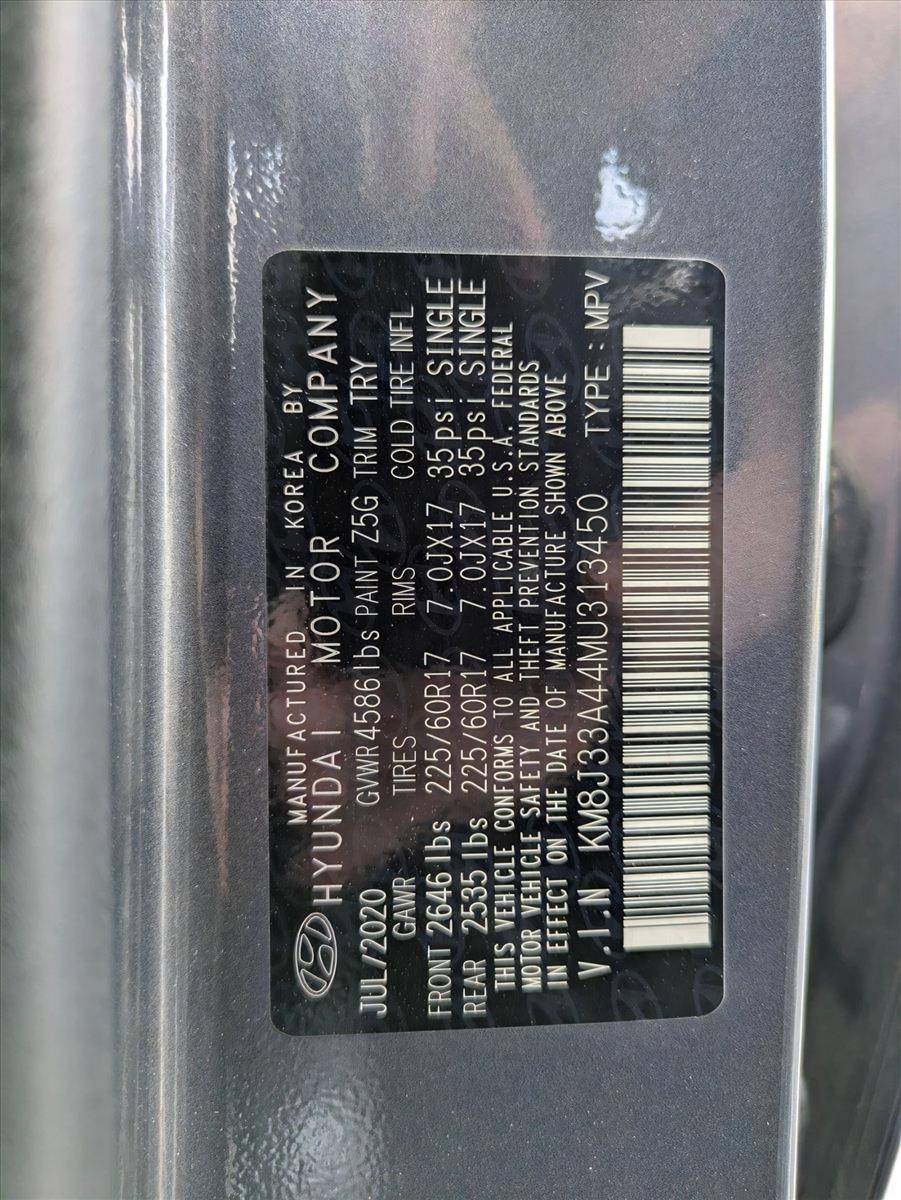 MANUFACTURED IN KOREA BY
HYUNDAI MOTOR COMPANY
JUL/2020 GVWR 4586 lbs PAINT Z5G TRIM TRY
GAWR TIRES RIMS COLD TIRE INFL
FRONT 2646 lbs 225/60R17 7.0JX17 35psi SINGLE
REAR 2535 lbs 225/60R17 7.0JX17 35psi SINGLE
THIS VEHICLE CONFORMS TO ALL APPLICABLE U.S.A. FEDERAL
MOTOR VEHICLE SAFETY AND THEFT PREVENTION STANDARDS
IN EFFECT ON THE DATE OF MANUFACTURE SHOWN ABOVE
V.I.N KM8J33A44MU313450 TYPE : MPV